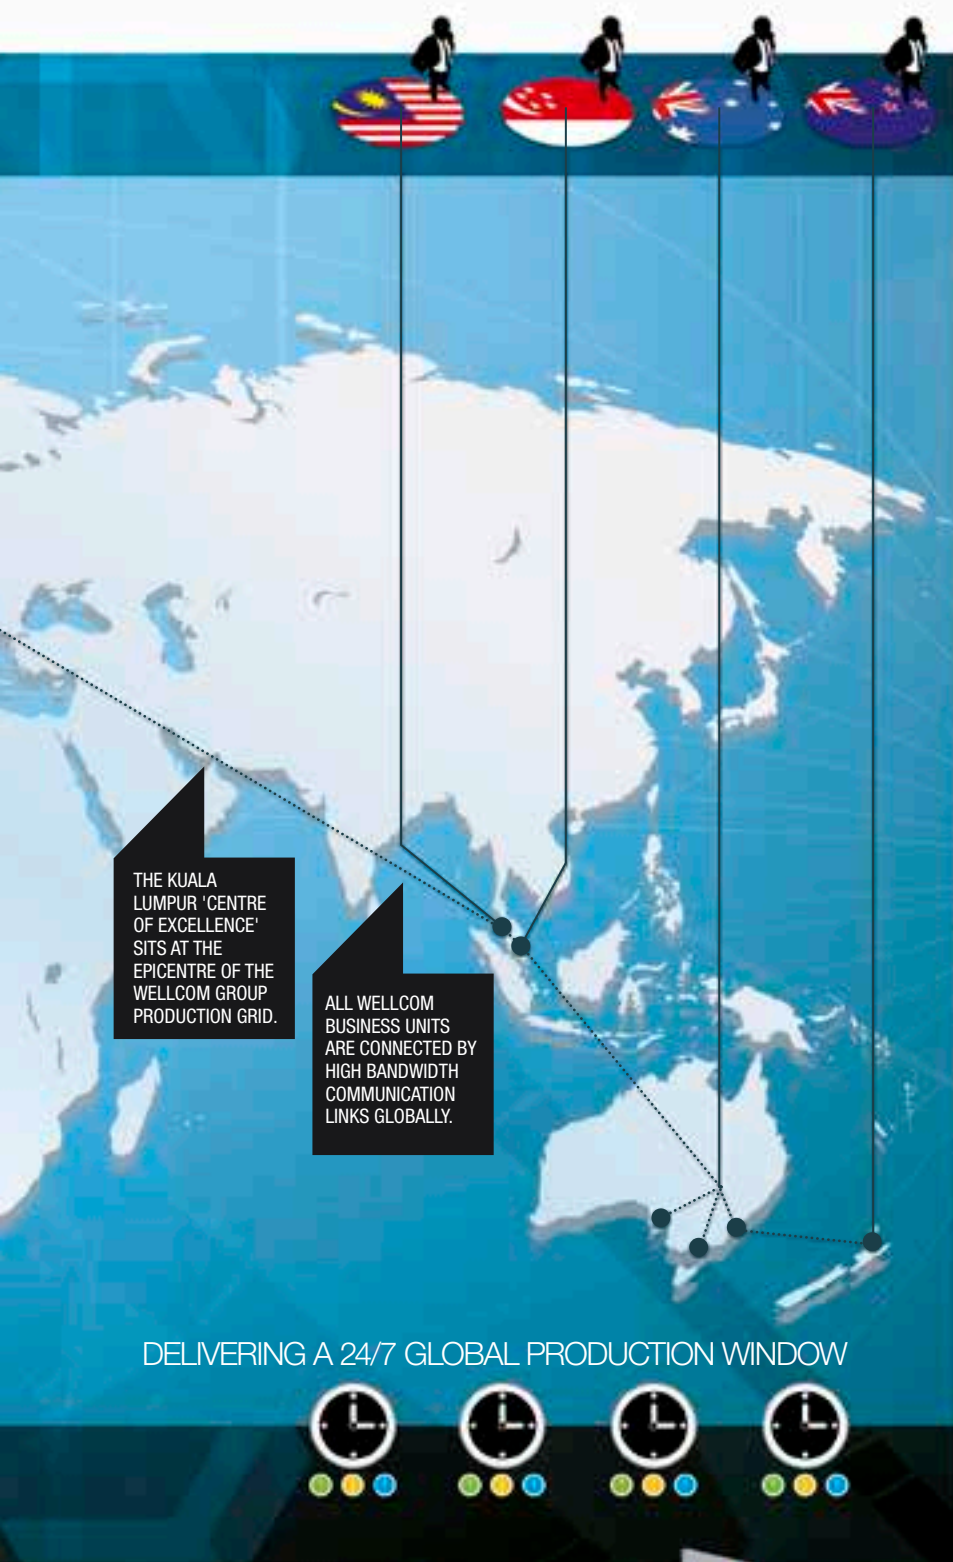 THE KUALA
LUMPUR 'CENTRE
OF EXCELLENCE'
SITS AT THE
EPICENTRE OF THE
WELLCOM GROUP
PRODUCTION GRID.
ALL WELLCOM
BUSINESS UNITS
ARE CONNECTED BY
HIGH BANDWIDTH
COMMUNICATION
LINKS GLOBALLY.
DELIVERING A 24/7 GLOBAL PRODUCTION WINDOW